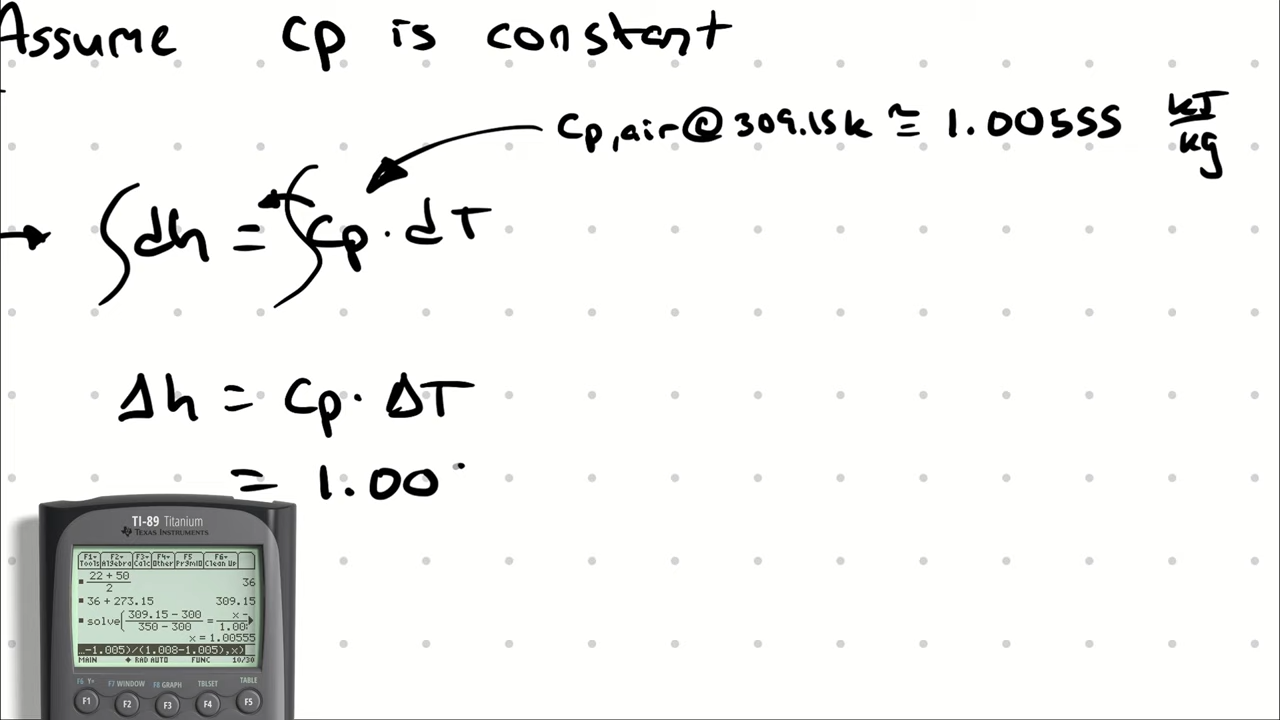 Assume Cp is constant
Cp,air@309.15k ≅ 1.00555 kJ/kg
∫dh = ∫Cp·dT
Δh = Cp·ΔT
= 1.00
TI-89 Titanium
TEXAS INSTRUMENTS
F1 Tools F2 Algebra F3 Calc F4 Other F5 PrgmIO F6 Clean Up
22 + 50 / 2 36
36 + 273.15 309.15
solve(309.15 - 300 / 350 - 300 = x - / 1.00
x = 1.00555
…-1.005)/(1.008-1.005),x)
MAIN RAD AUTO FUNC 10/30
F6 Y= F7 WINDOW F8 GRAPH TBLSET TABLE
F1 F2 F3 F4 F5